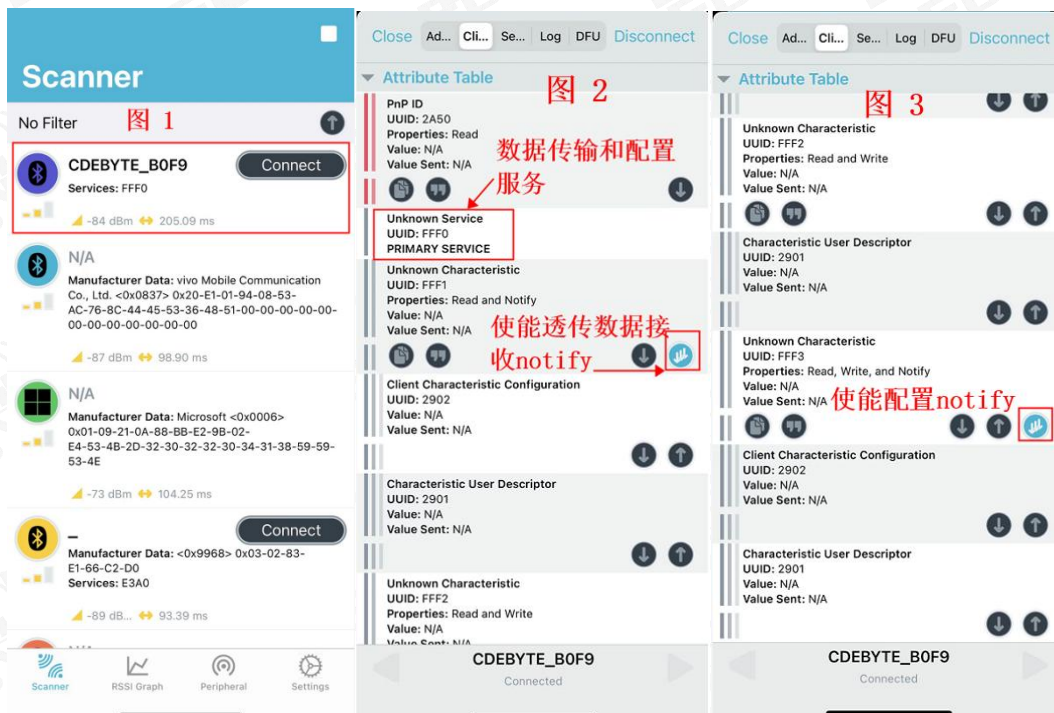 Scanner
图 1
No Filter
CDEBYTE_B0F9
Connect
Services: FFF0
-84 dBm 205.09 ms
N/A
Manufacturer Data: vivo Mobile Communication
Co., Ltd. <0x0837> 0x20-E1-01-94-08-53-
AC-76-8C-44-45-53-36-48-51-00-00-00-00-00-
00-00-00-00-00-00-00
-87 dBm 98.90 ms
N/A
Manufacturer Data: Microsoft <0x0006>
0x01-09-21-0A-88-BB-E2-9B-02-
E4-53-4B-2D-32-30-32-32-30-34-31-38-59-59-
53-4E
-73 dBm 104.25 ms
–
Connect
Manufacturer Data: <0x9968> 0x03-02-83-
E1-66-C2-D0
Services: E3A0
-89 dB... 93.39 ms
Scanner
RSSI Graph
Peripheral
Settings
Close Ad... Cli... Se... Log DFU Disconnect
Attribute Table
图 2
PnP ID
UUID: 2A50
Properties: Read
Value: N/A
Value Sent: N/A
数据传输和配置
服务
Unknown Service
UUID: FFF0
PRIMARY SERVICE
Unknown Characteristic
UUID: FFF1
Properties: Read and Notify
Value: N/A
Value Sent: N/A
使能透传数据接
收notify
Client Characteristic Configuration
UUID: 2902
Value: N/A
Value Sent: N/A
Characteristic User Descriptor
UUID: 2901
Value: N/A
Value Sent: N/A
Unknown Characteristic
UUID: FFF2
Properties: Read and Write
Value: N/A
Value Sent: N/A
CDEBYTE_B0F9
Connected
Close Ad... Cli... Se... Log DFU Disconnect
Attribute Table
图 3
Unknown Characteristic
UUID: FFF2
Properties: Read and Write
Value: N/A
Value Sent: N/A
Characteristic User Descriptor
UUID: 2901
Value: N/A
Value Sent: N/A
Unknown Characteristic
UUID: FFF3
Properties: Read, Write, and Notify
Value: N/A
Value Sent: N/A
使能配置notify
Client Characteristic Configuration
UUID: 2902
Value: N/A
Value Sent: N/A
Characteristic User Descriptor
UUID: 2901
Value: N/A
Value Sent: N/A
CDEBYTE_B0F9
Connected